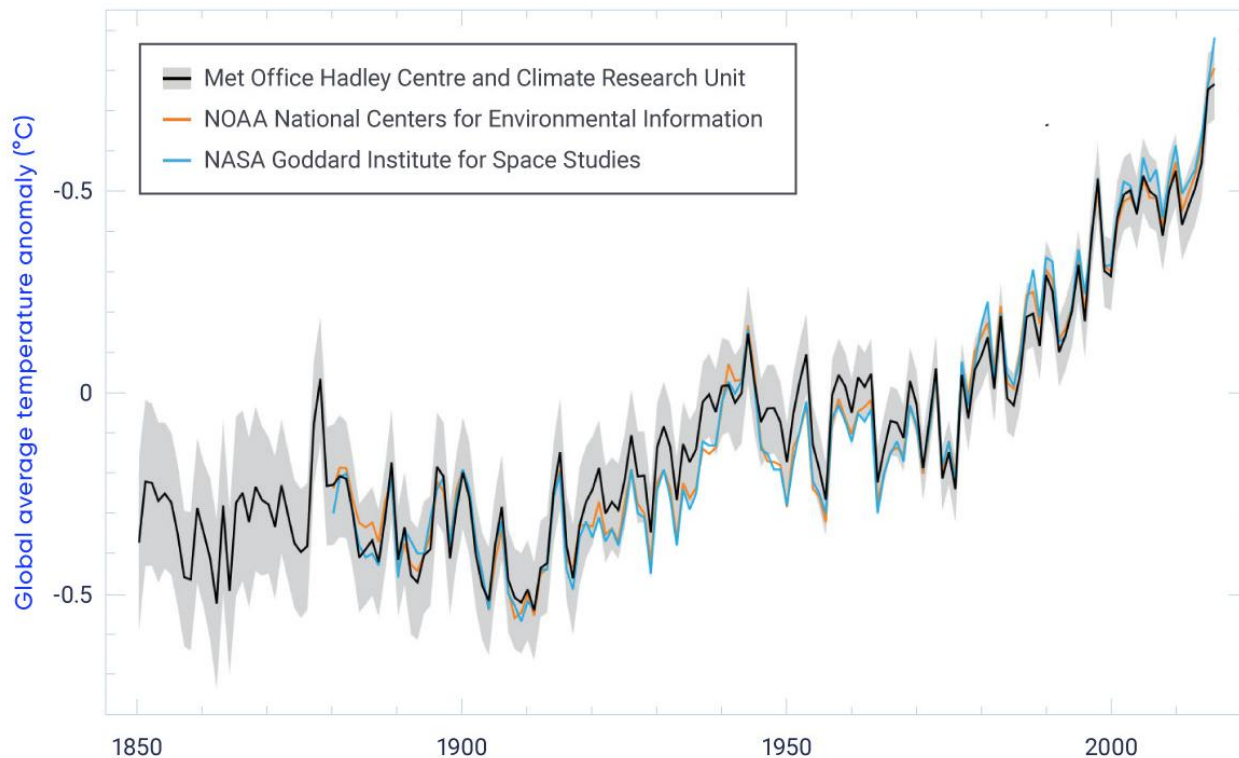 Met Office Hadley Centre and Climate Research Unit
NOAA National Centers for Environmental Information
NASA Goddard Institute for Space Studies
Global average temperature anomaly (°C)
-0.5
0
-0.5
1850
1900
1950
2000